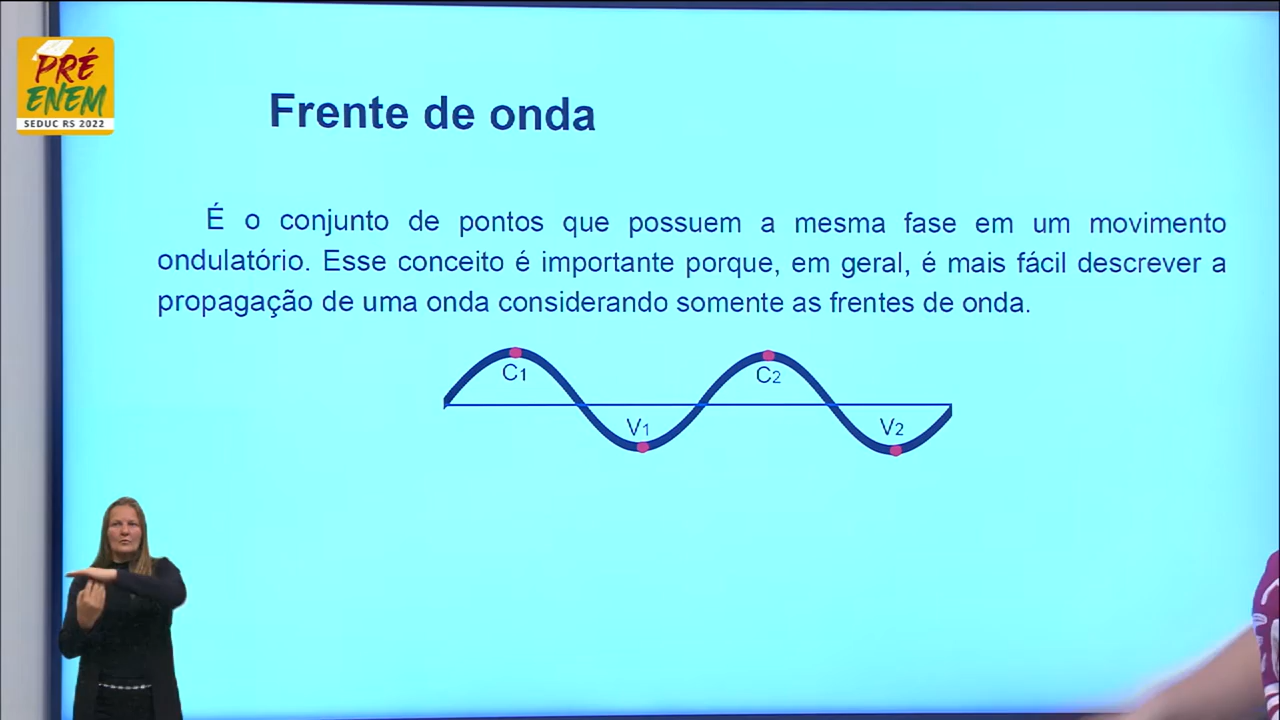 PRÉ
ENEM
SEDUC RS 2022
Frente de onda
É o conjunto de pontos que possuem a mesma fase em um movimento
ondulatório. Esse conceito é importante porque, em geral, é mais fácil descrever a
propagação de uma onda considerando somente as frentes de onda.
C1
C2
V1
V2